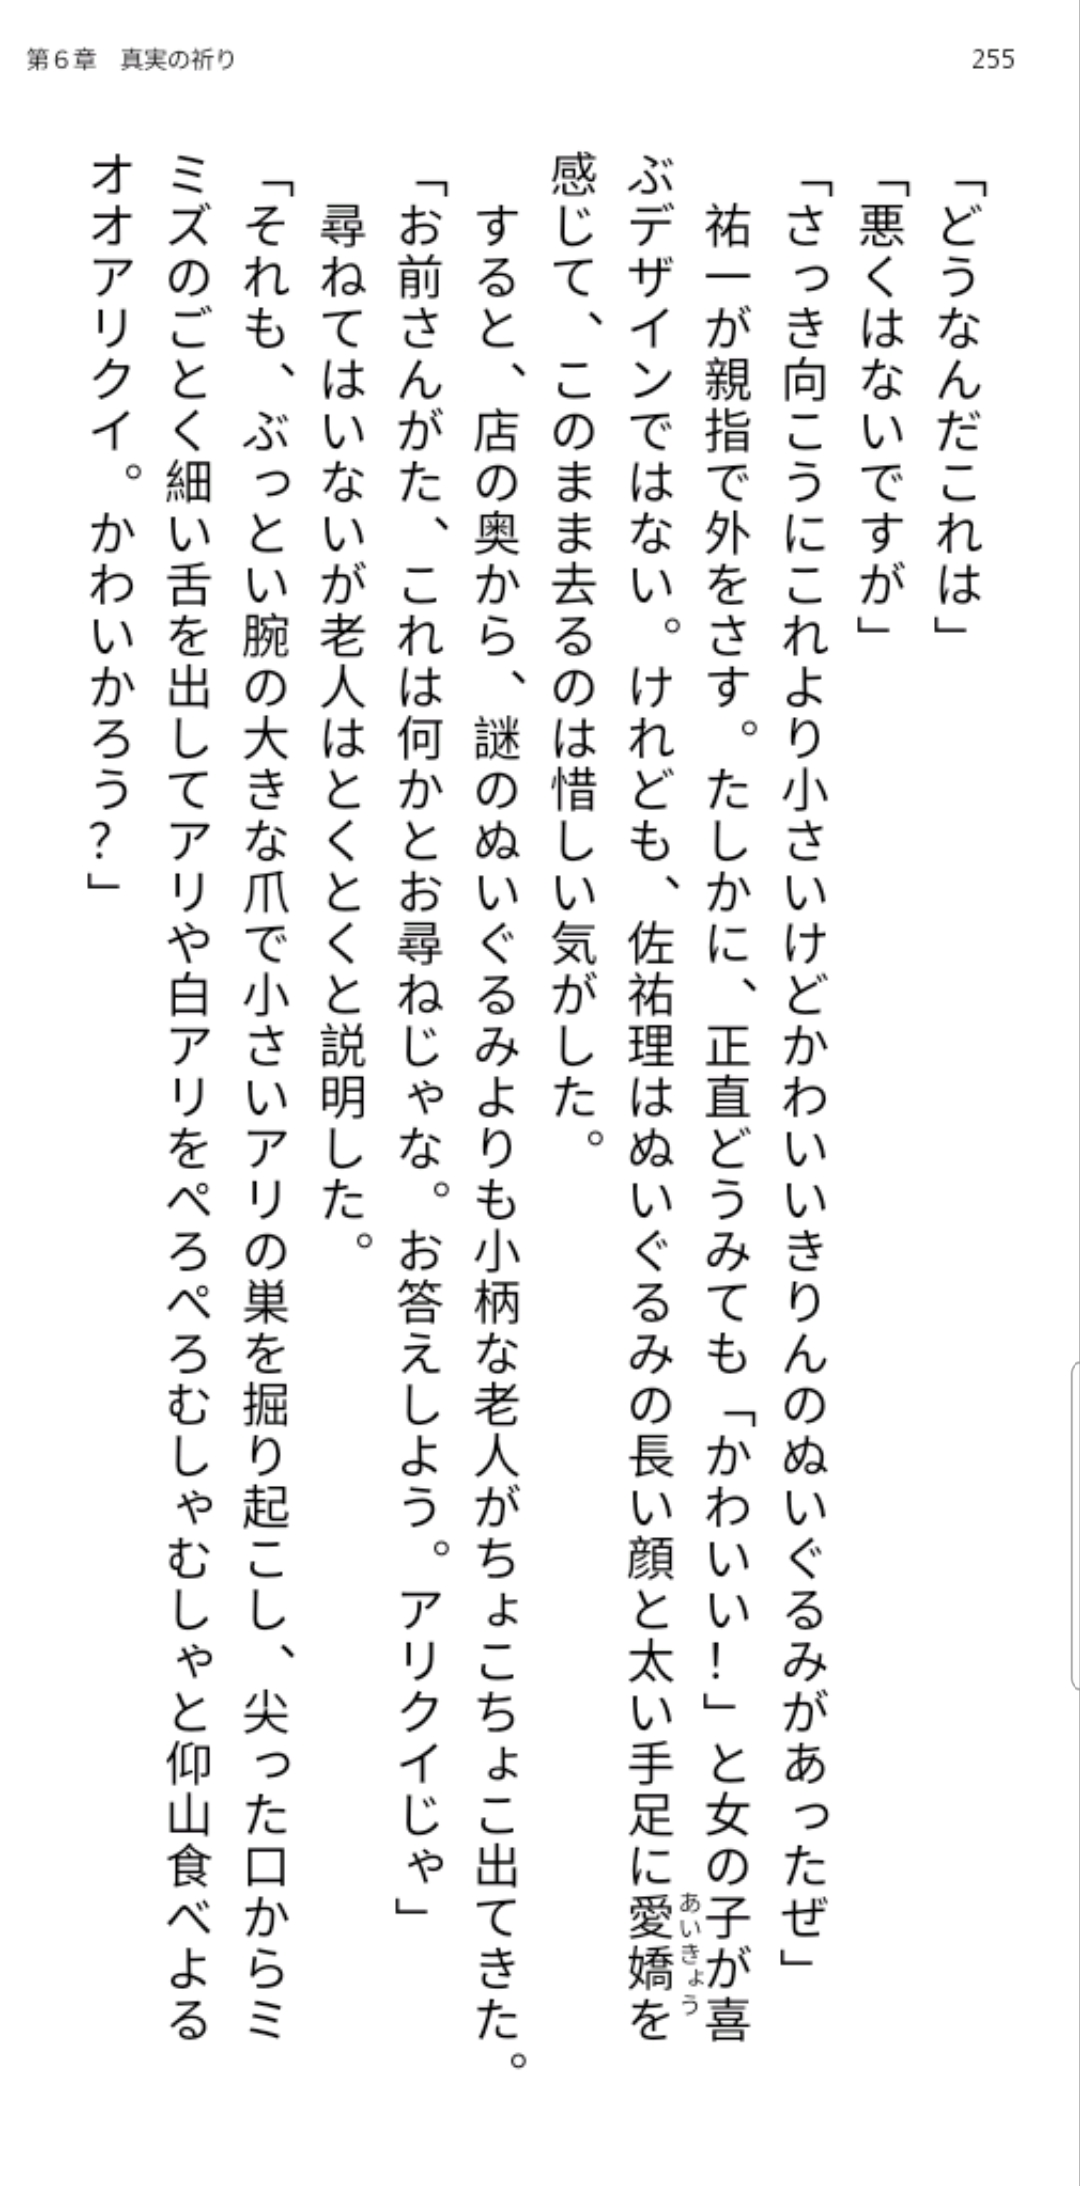 第6章　真実の祈り
255
「どうなんだこれは」
「悪くはないですが」
「さっき向こうにこれより小さいけどかわいいきりんのぬいぐるみがあったぜ」
　祐一が親指で外をさす。たしかに、正直どうみても「かわいい！」と女の子が喜
ぶデザインではない。けれども、佐祐理はぬいぐるみの長い顔と太い手足に愛嬌を
あいきょう
感じて、このまま去るのは惜しい気がした。
　すると、店の奥から、謎のぬいぐるみよりも小柄な老人がちょこちょこ出てきた。
「お前さんがた、これは何かとお尋ねじゃな。お答えしよう。アリクイじゃ」
　尋ねてはいないが老人はとくとくと説明した。
「それも、ぶっとい腕の大きな爪で小さいアリの巣を掘り起こし、尖った口からミ
ミズのごとく細い舌を出してアリや白アリをぺろぺろむしゃむしゃと仰山食べよる
オオアリクイ。かわいかろう？」